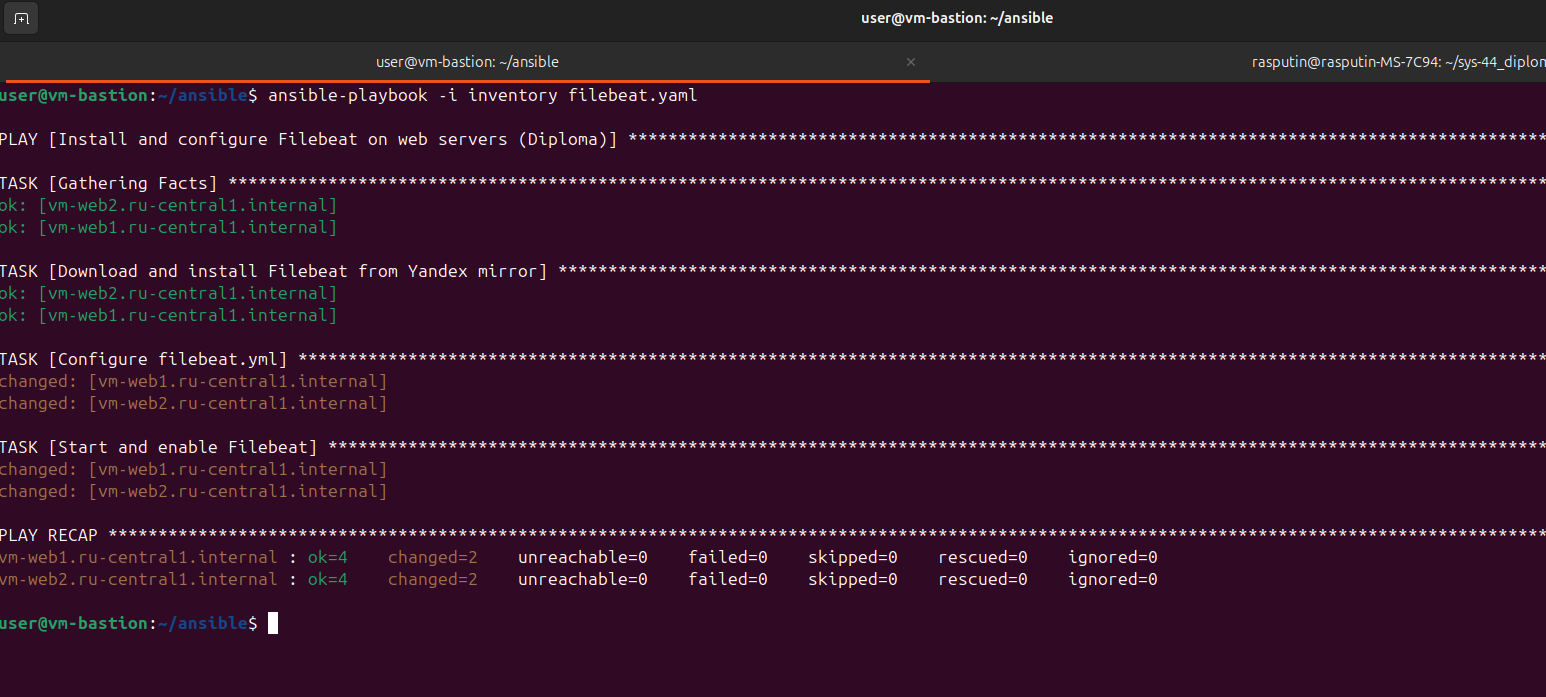 user@vm-bastion: ~/ansible
user@vm-bastion: ~/ansible × rasputin@rasputin-MS-7C94: ~/sys-44_diplom
user@vm-bastion:~/ansible$ ansible-playbook -i inventory filebeat.yaml
PLAY [Install and configure Filebeat on web servers (Diploma)] ********************************************************************************************
TASK [Gathering Facts] ************************************************************************************************************************************
ok: [vm-web2.ru-central1.internal]
ok: [vm-web1.ru-central1.internal]
TASK [Download and install Filebeat from Yandex mirror] ***************************************************************************************************
ok: [vm-web2.ru-central1.internal]
ok: [vm-web1.ru-central1.internal]
TASK [Configure filebeat.yml] *****************************************************************************************************************************
changed: [vm-web1.ru-central1.internal]
changed: [vm-web2.ru-central1.internal]
TASK [Start and enable Filebeat] **************************************************************************************************************************
changed: [vm-web1.ru-central1.internal]
changed: [vm-web2.ru-central1.internal]
PLAY RECAP ************************************************************************************************************************************************
vm-web1.ru-central1.internal : ok=4 changed=2 unreachable=0 failed=0 skipped=0 rescued=0 ignored=0
vm-web2.ru-central1.internal : ok=4 changed=2 unreachable=0 failed=0 skipped=0 rescued=0 ignored=0
user@vm-bastion:~/ansible$